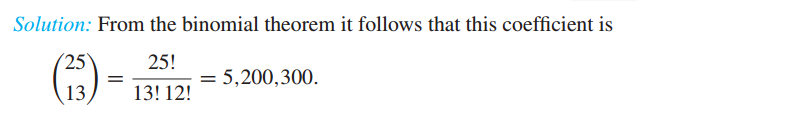 Solution: From the binomial theorem it follows that this coefficient is
(25
13) = 25!
13! 12! = 5,200,300.